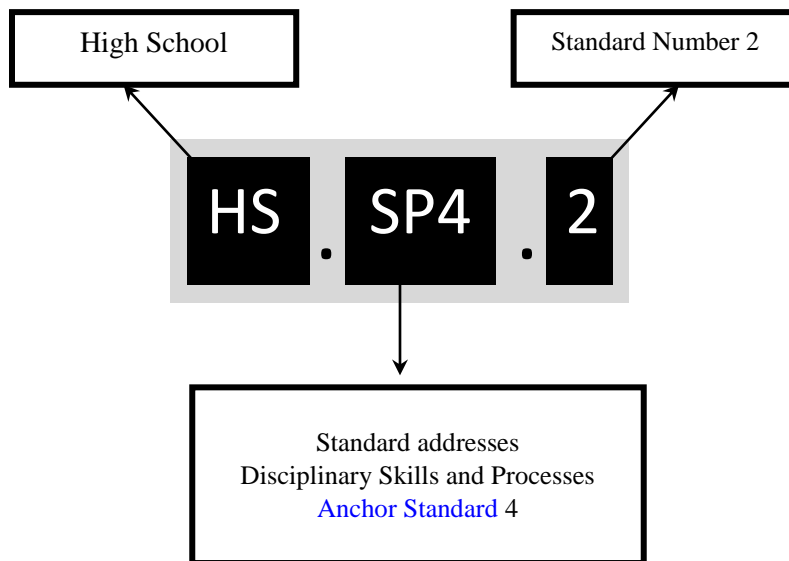 High School
Standard Number 2
HS . SP4 . 2
Standard addresses
Disciplinary Skills and Processes
Anchor Standard 4